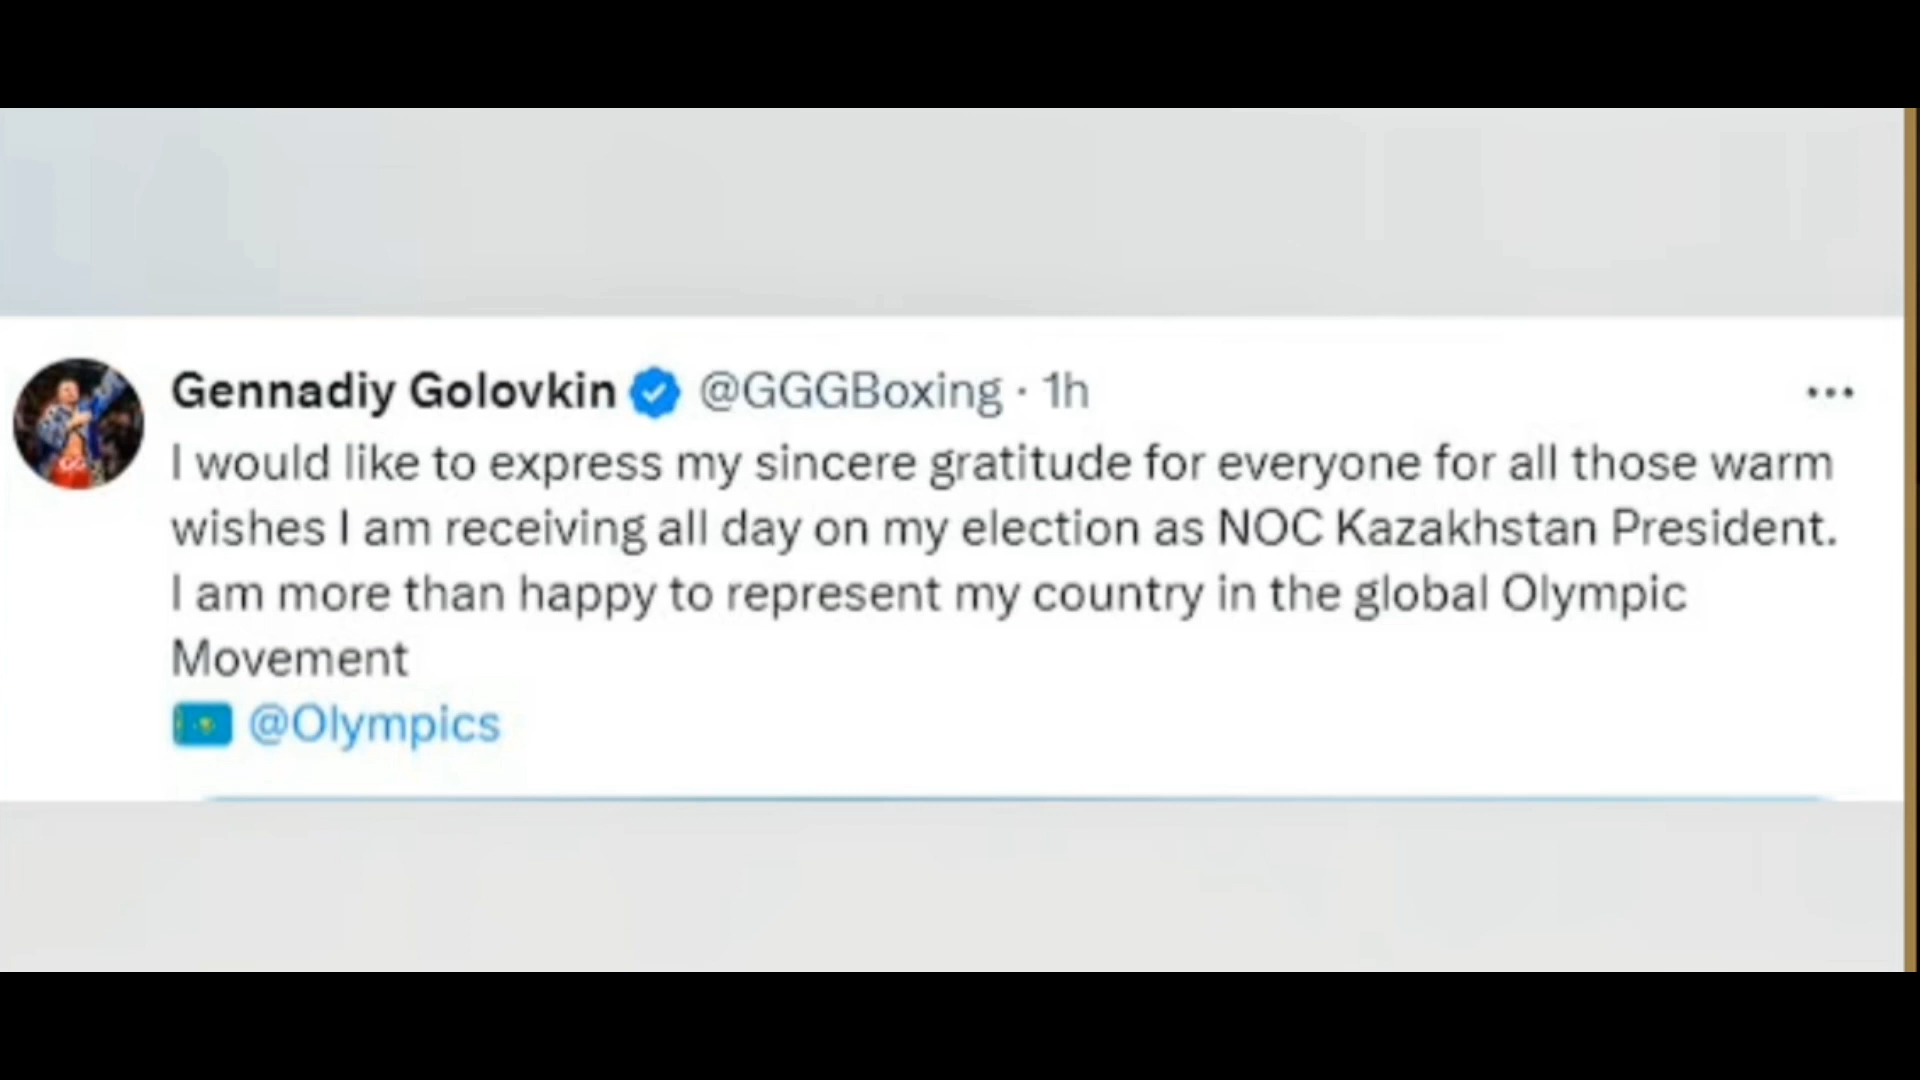 Gennadiy Golovkin @GGGBoxing · 1h
I would like to express my sincere gratitude for everyone for all those warm
wishes I am receiving all day on my election as NOC Kazakhstan President.
I am more than happy to represent my country in the global Olympic
Movement
🇰🇿 @Olympics